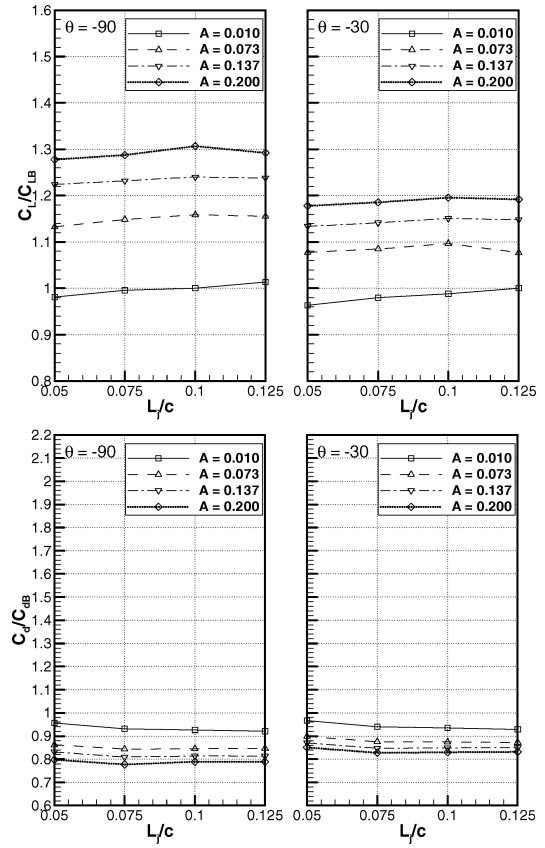 θ = -90
A = 0.010
A = 0.073
A = 0.137
A = 0.200
C_L/C_LB
1.6
1.5
1.4
1.3
1.2
1.1
1
0.9
0.8
0.05 0.075 0.1 0.125
L_j/c
θ = -30
A = 0.010
A = 0.073
A = 0.137
A = 0.200
0.05 0.075 0.1 0.125
L_j/c
θ = -90
A = 0.010
A = 0.073
A = 0.137
A = 0.200
C_d/C_dB
2.2
2.1
2
1.9
1.8
1.7
1.6
1.5
1.4
1.3
1.2
1.1
1
0.9
0.8
0.7
0.6
0.05 0.075 0.1 0.125
L_j/c
θ = -30
A = 0.010
A = 0.073
A = 0.137
A = 0.200
0.05 0.075 0.1 0.125
L_j/c